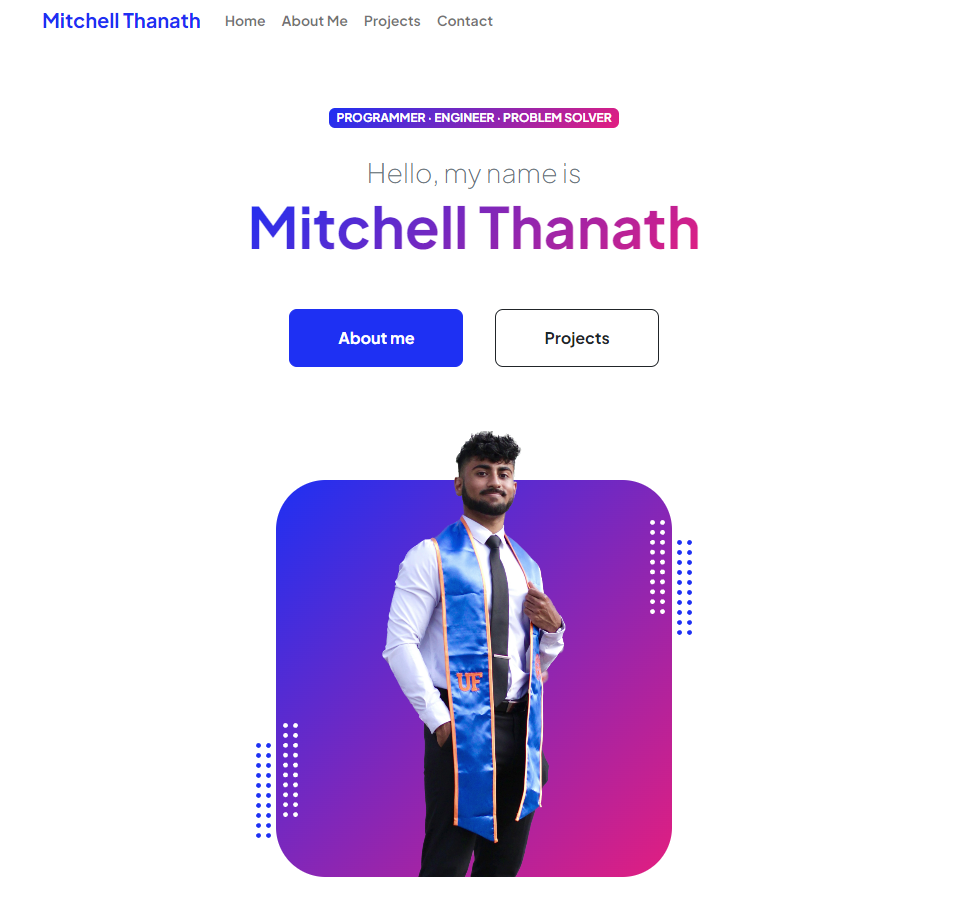 Mitchell Thanath Home About Me Projects Contact
PROGRAMMER · ENGINEER · PROBLEM SOLVER
Hello, my name is
Mitchell Thanath
About me Projects
UF